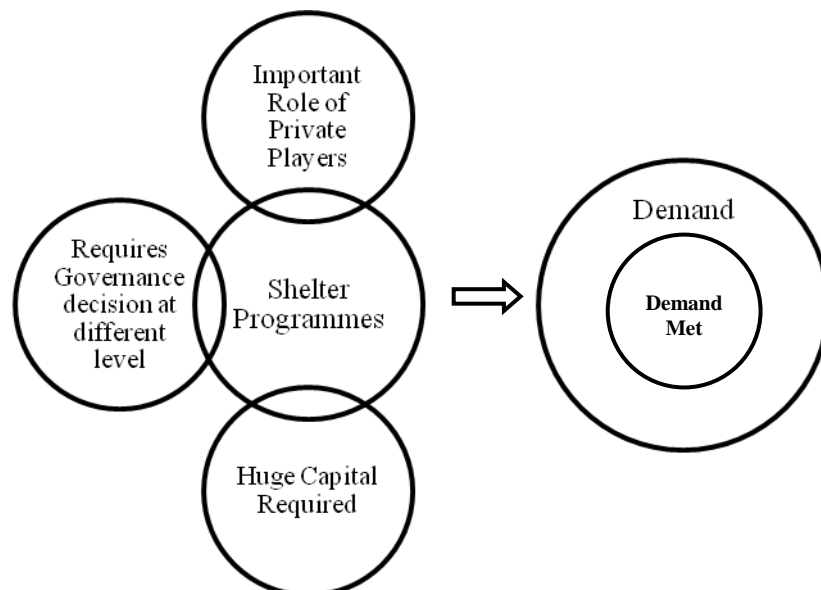 Important
Role of
Private
Players
Requires
Governance
decision at
different
level
Shelter
Programmes
Huge Capital
Required
Demand
Demand
Met